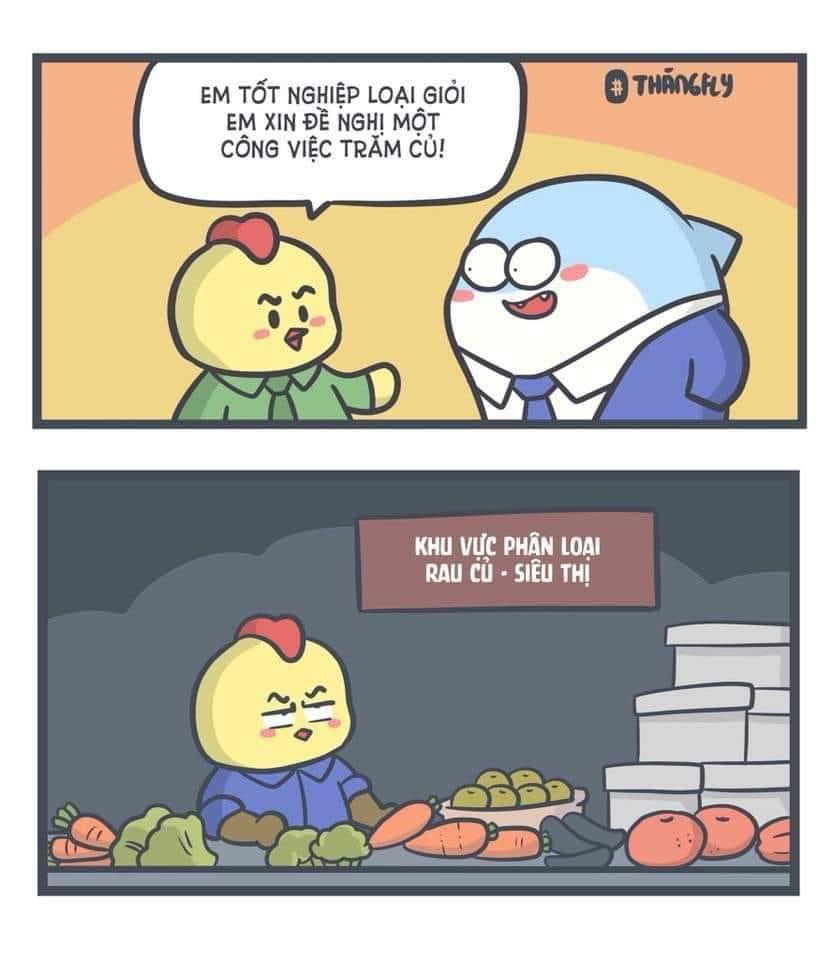 EM TỐT NGHIỆP LOẠI GIỎI
EM XIN ĐỀ NGHỊ MỘT
CÔNG VIỆC TRĂM CỦ!
# THĂNGFLY
KHU VỰC PHÂN LOẠI
RAU CỦ - SIÊU THỊ